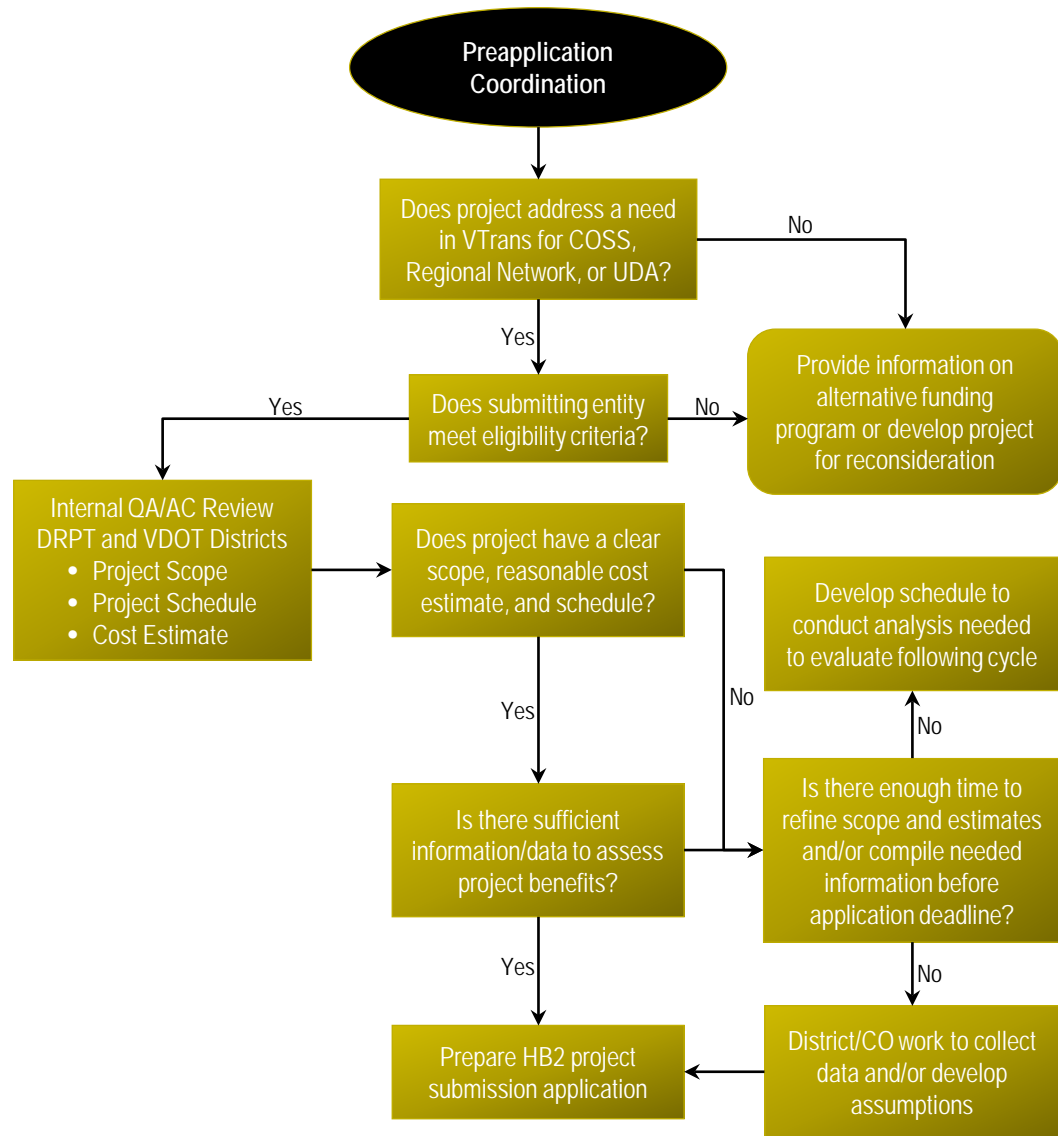 Preapplication
Coordination
Does project address a need
in VTrans for COSS,
Regional Network, or UDA?
No
Yes
Provide information on
alternative funding
program or develop project
for reconsideration
Does submitting entity
meet eligibility criteria?
Yes
No
Internal QA/AC Review
DRPT and VDOT Districts
• Project Scope
• Project Schedule
• Cost Estimate
Does project have a clear
scope, reasonable cost
estimate, and schedule?
Develop schedule to
conduct analysis needed
to evaluate following cycle
Yes
No
No
Is there sufficient
information/data to assess
project benefits?
Is there enough time to
refine scope and estimates
and/or compile needed
information before
application deadline?
Yes
No
Prepare HB2 project
submission application
District/CO work to collect
data and/or develop
assumptions